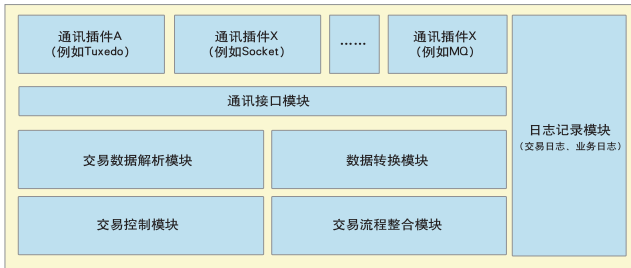 通讯插件A
（例如Tuxedo）
通讯插件X
（例如Socket）
……
通讯插件X
（例如MQ）
通讯接口模块
日志记录模块
（交易日志、业务日志）
交易数据解析模块
数据转换模块
交易控制模块
交易流程整合模块